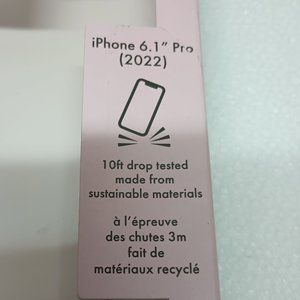 iPhone 6.1” Pro
(2022)
10ft drop tested
made from
sustainable materials
à l'épreuve
des chutes 3m
fait de
matériaux recyclé